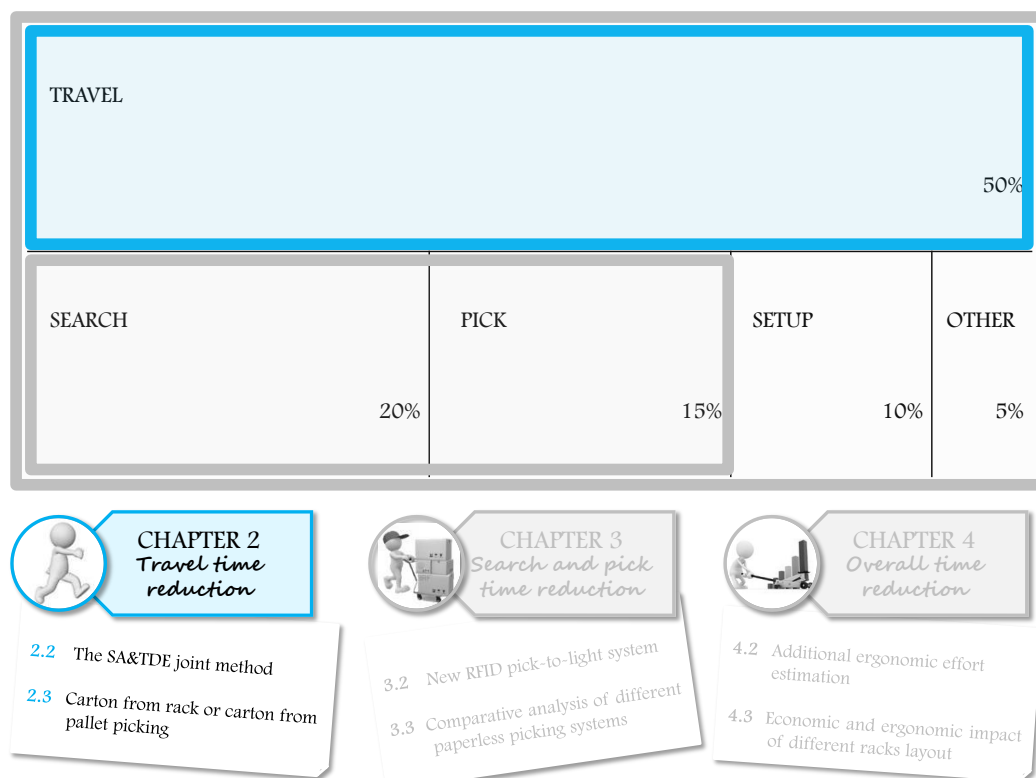 TRAVEL
50%
SEARCH
20%
PICK
15%
SETUP
10%
OTHER
5%
CHAPTER 2
Travel time
reduction
2.2 The SA&TDE joint method
2.3 Carton from rack or carton from
pallet picking
CHAPTER 3
Search and pick
time reduction
3.2 New RFID pick-to-light system
3.3 Comparative analysis of different
paperless picking systems
CHAPTER 4
Overall time
reduction
4.2 Additional ergonomic effort
estimation
4.3 Economic and ergonomic impact
of different racks layout